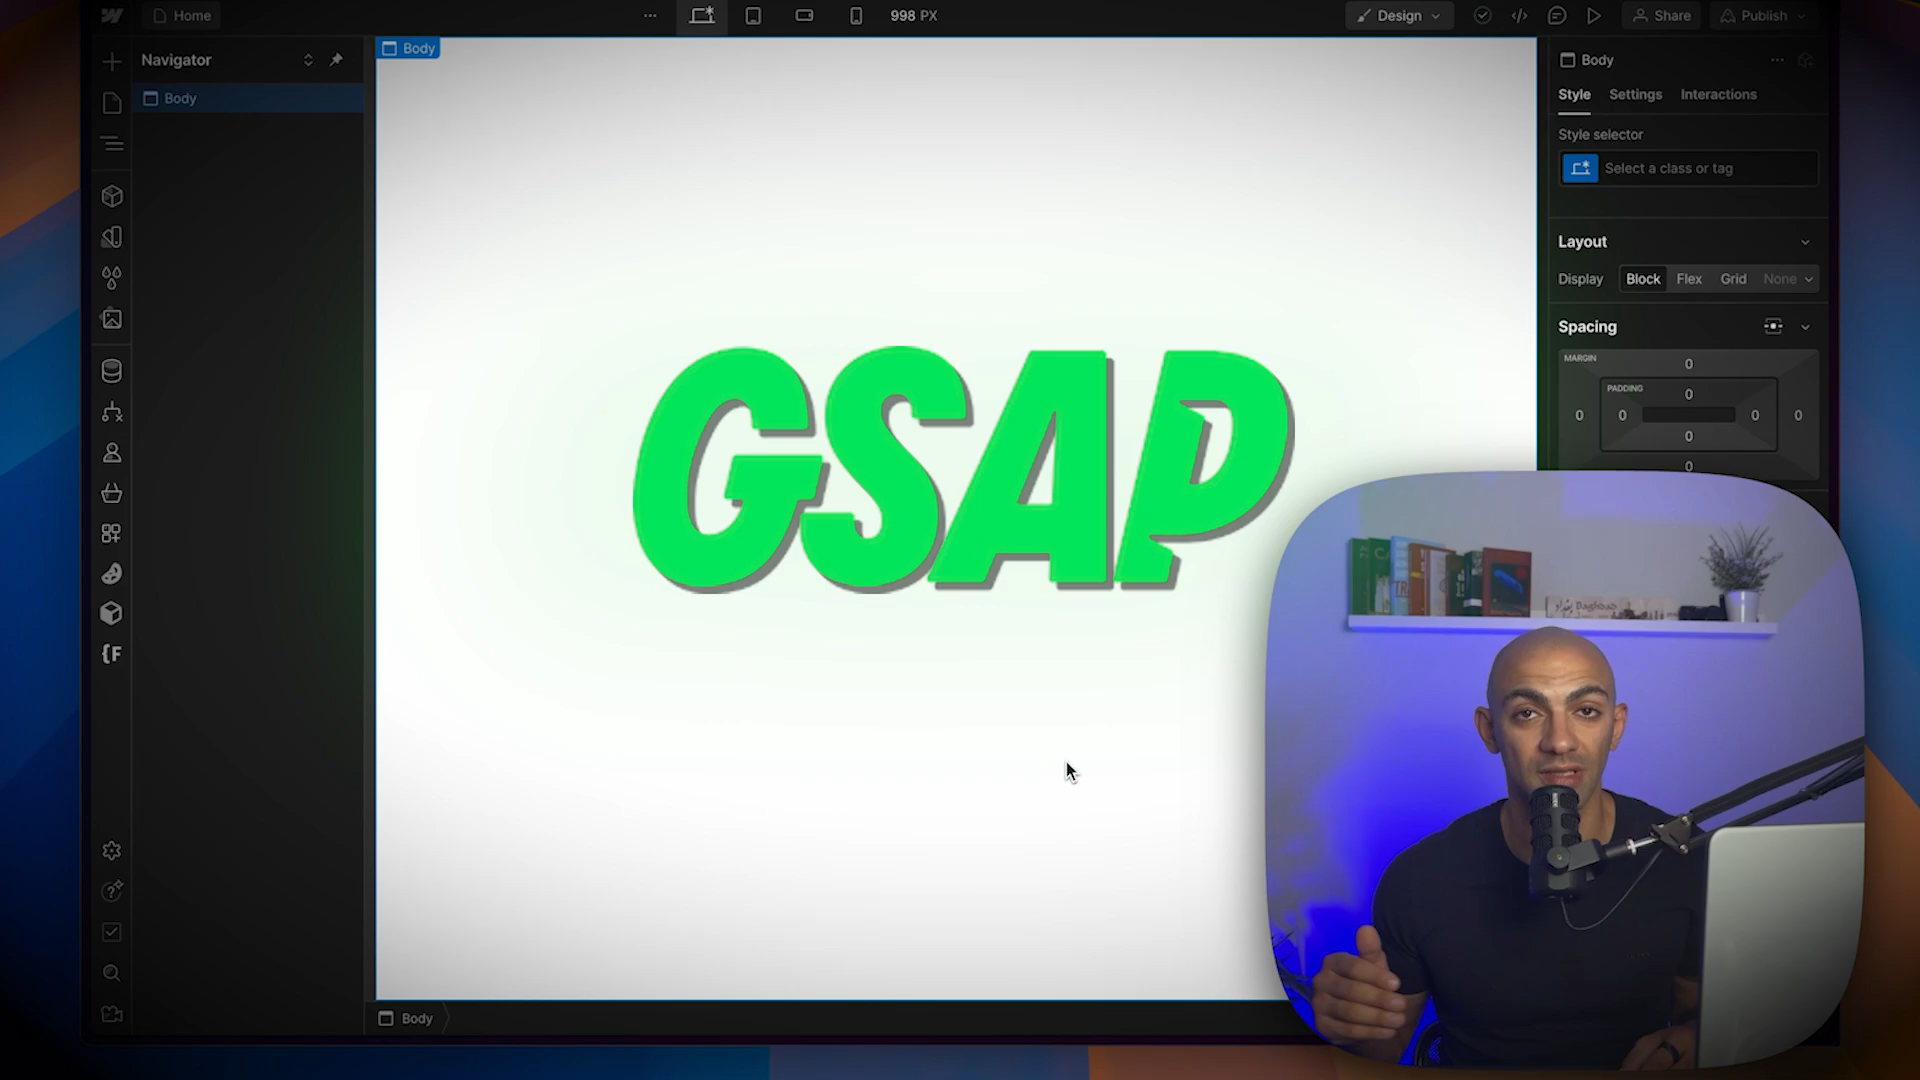 Home
998 PX
Design
Share
Publish
Navigator
Body
Body
Body
Style
Settings
Interactions
Style selector
Select a class or tag
Layout
Display
Block
Flex
Grid
None
Spacing
MARGIN
0
PADDING
0
0
0
0
0
0
0
GSAP
{F
Baghdad
بغداد
Body